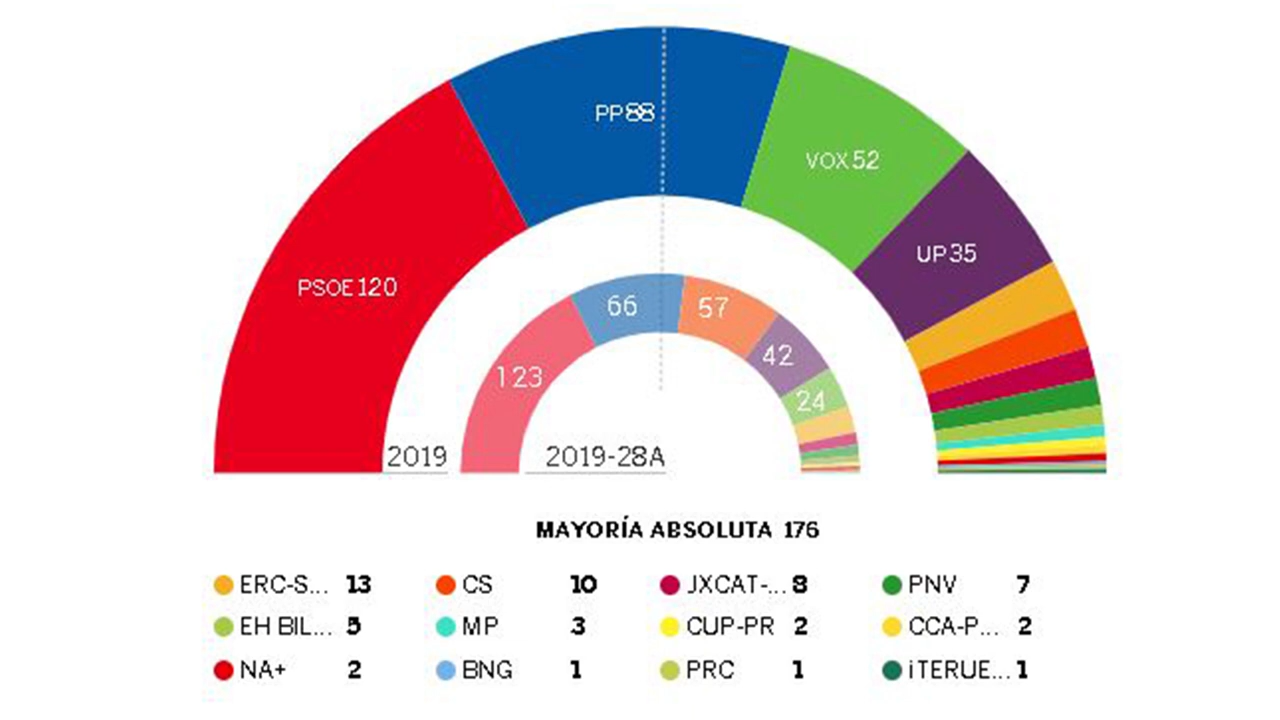 PP 88
VOX 52
UP 35
PSOE 120
66
57
42
123
24
2019
2019-28A
MAYORÍA ABSOLUTA 176
ERC-S... 13 CS 10 JXCAT-... 8 PNV 7
EH BIL... 5 MP 3 CUP-PR 2 CCA-P... 2
NA+ 2 BNG 1 PRC 1 ¡TERUE... 1